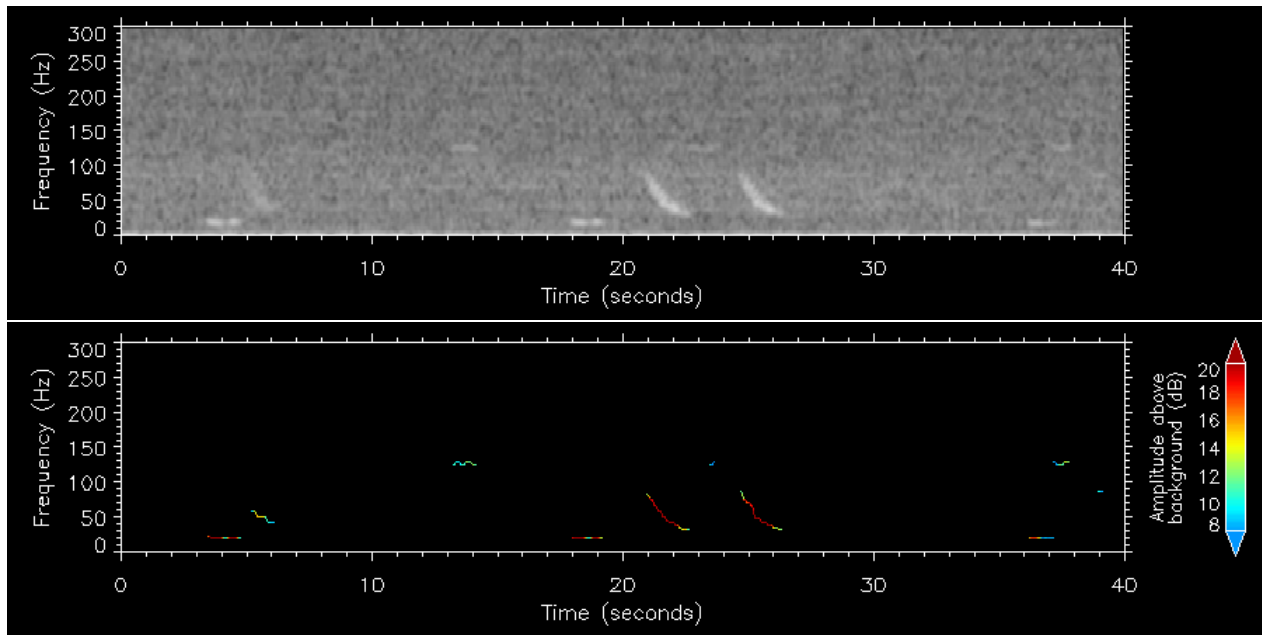 300
250
200
150
100
50
0
Frequency (Hz)
0 10 20 30 40
Time (seconds)
300
250
200
150
100
50
0
Frequency (Hz)
0 10 20 30 40
Time (seconds)
Amplitude above
background (dB)
20
18
16
14
12
10
8